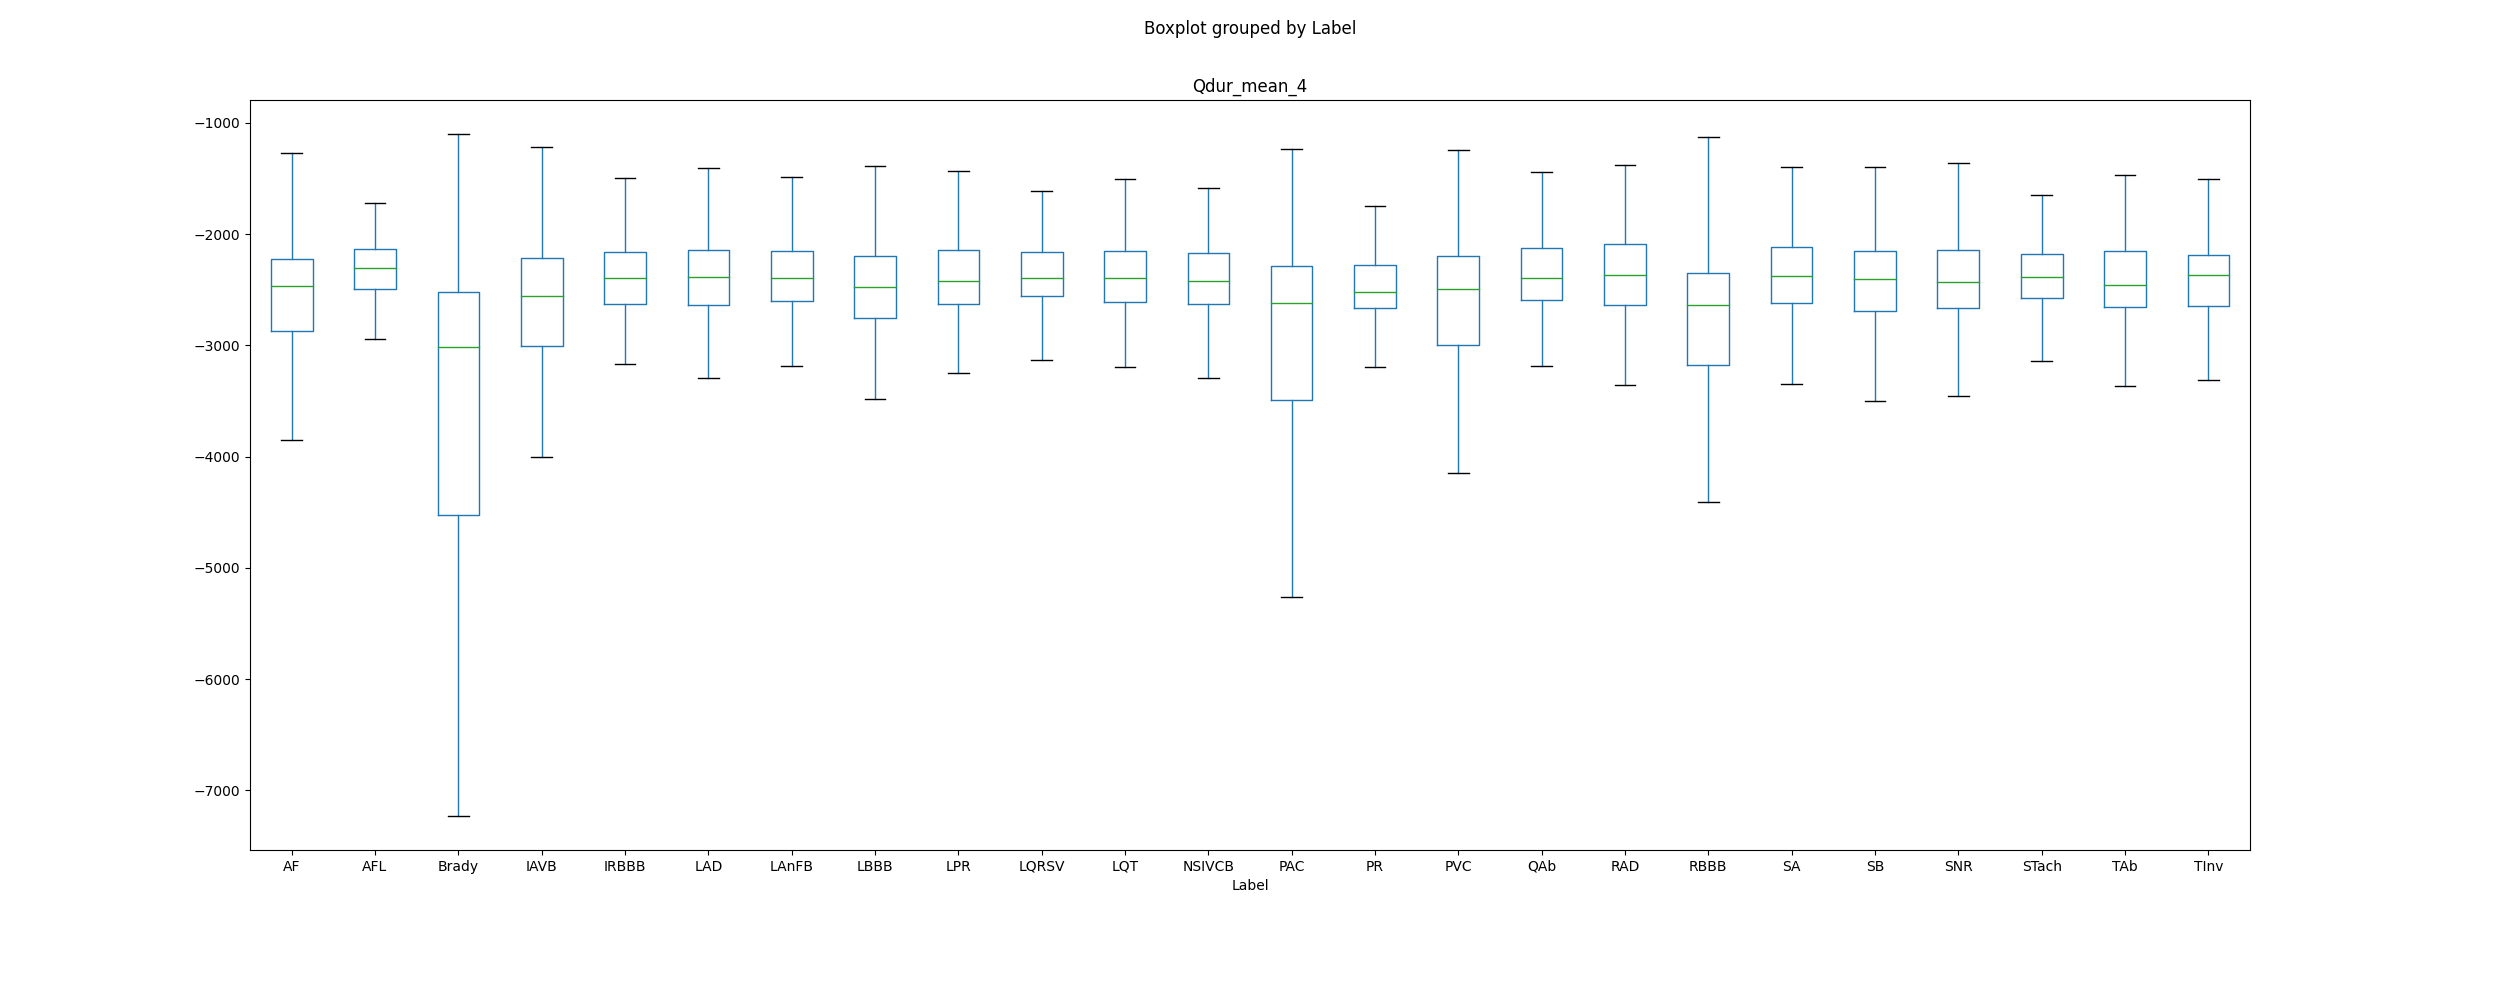 Boxplot grouped by Label
Qdur_mean_4
−1000
−2000
−3000
−4000
−5000
−6000
−7000
AF AFL Brady IAVB IRBBB LAD LAnFB LBBB LPR LQRSV LQT NSIVCB PAC PR PVC QAb RAD RBBB SA SB SNR STach TAb TInv
Label